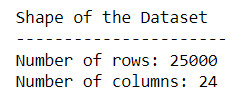 Shape of the Dataset
----------------------
Number of rows: 25000
Number of columns: 24